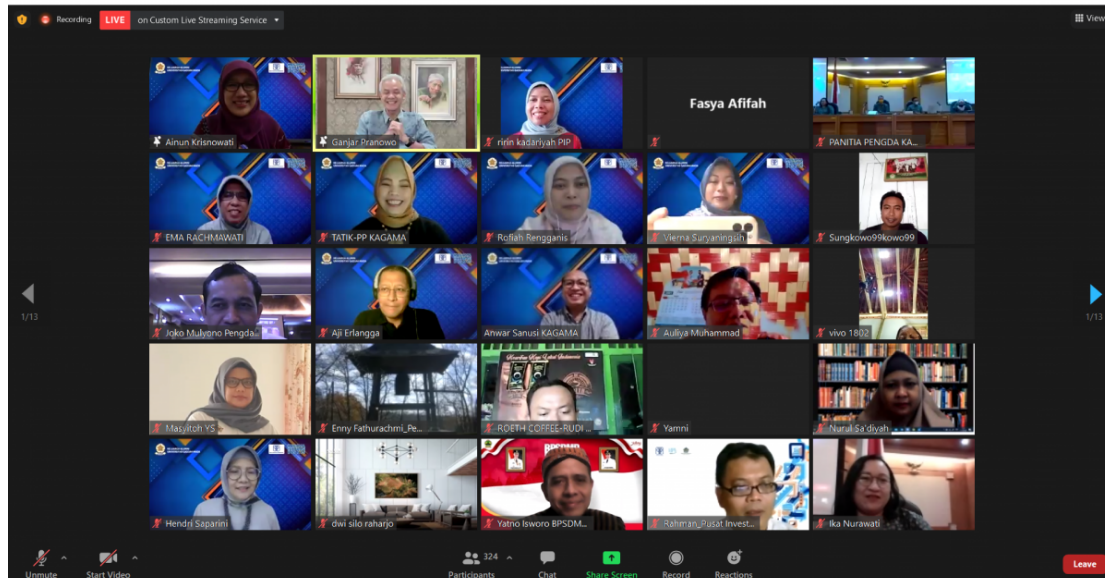 Recording
LIVE
on Custom Live Streaming Service
View
Ainun Krisnowati
Ganjar Pranowo
ririn kadariyah PIP
Fasya Afifah
PANITIA PENGDA KA...
EMA RACHMAWATI
TATIK-PP KAGAMA
Rofiah Rengganis
Vierna Suryaningsih
Sungkowo99kowo99
Joko Mulyono Pengda...
Aji Erlangga
Anwar Sanusi KAGAMA
Auliya Muhammad
vivo 1802
1/13
1/13
Masyitoh YS
Enny Fathurachmi_Pe...
ROETH COFFEE-RUDI ...
Yamni
Nurul Sa'diyah
BPSDMD
Hendri Saparini
dwi silo raharjo
Yatno Isworo BPSDM...
Rahman_Pusat Invest...
Ika Nurawati
Unmute
Start Video
324
Participants
Chat
Share Screen
Record
Reactions
Leave